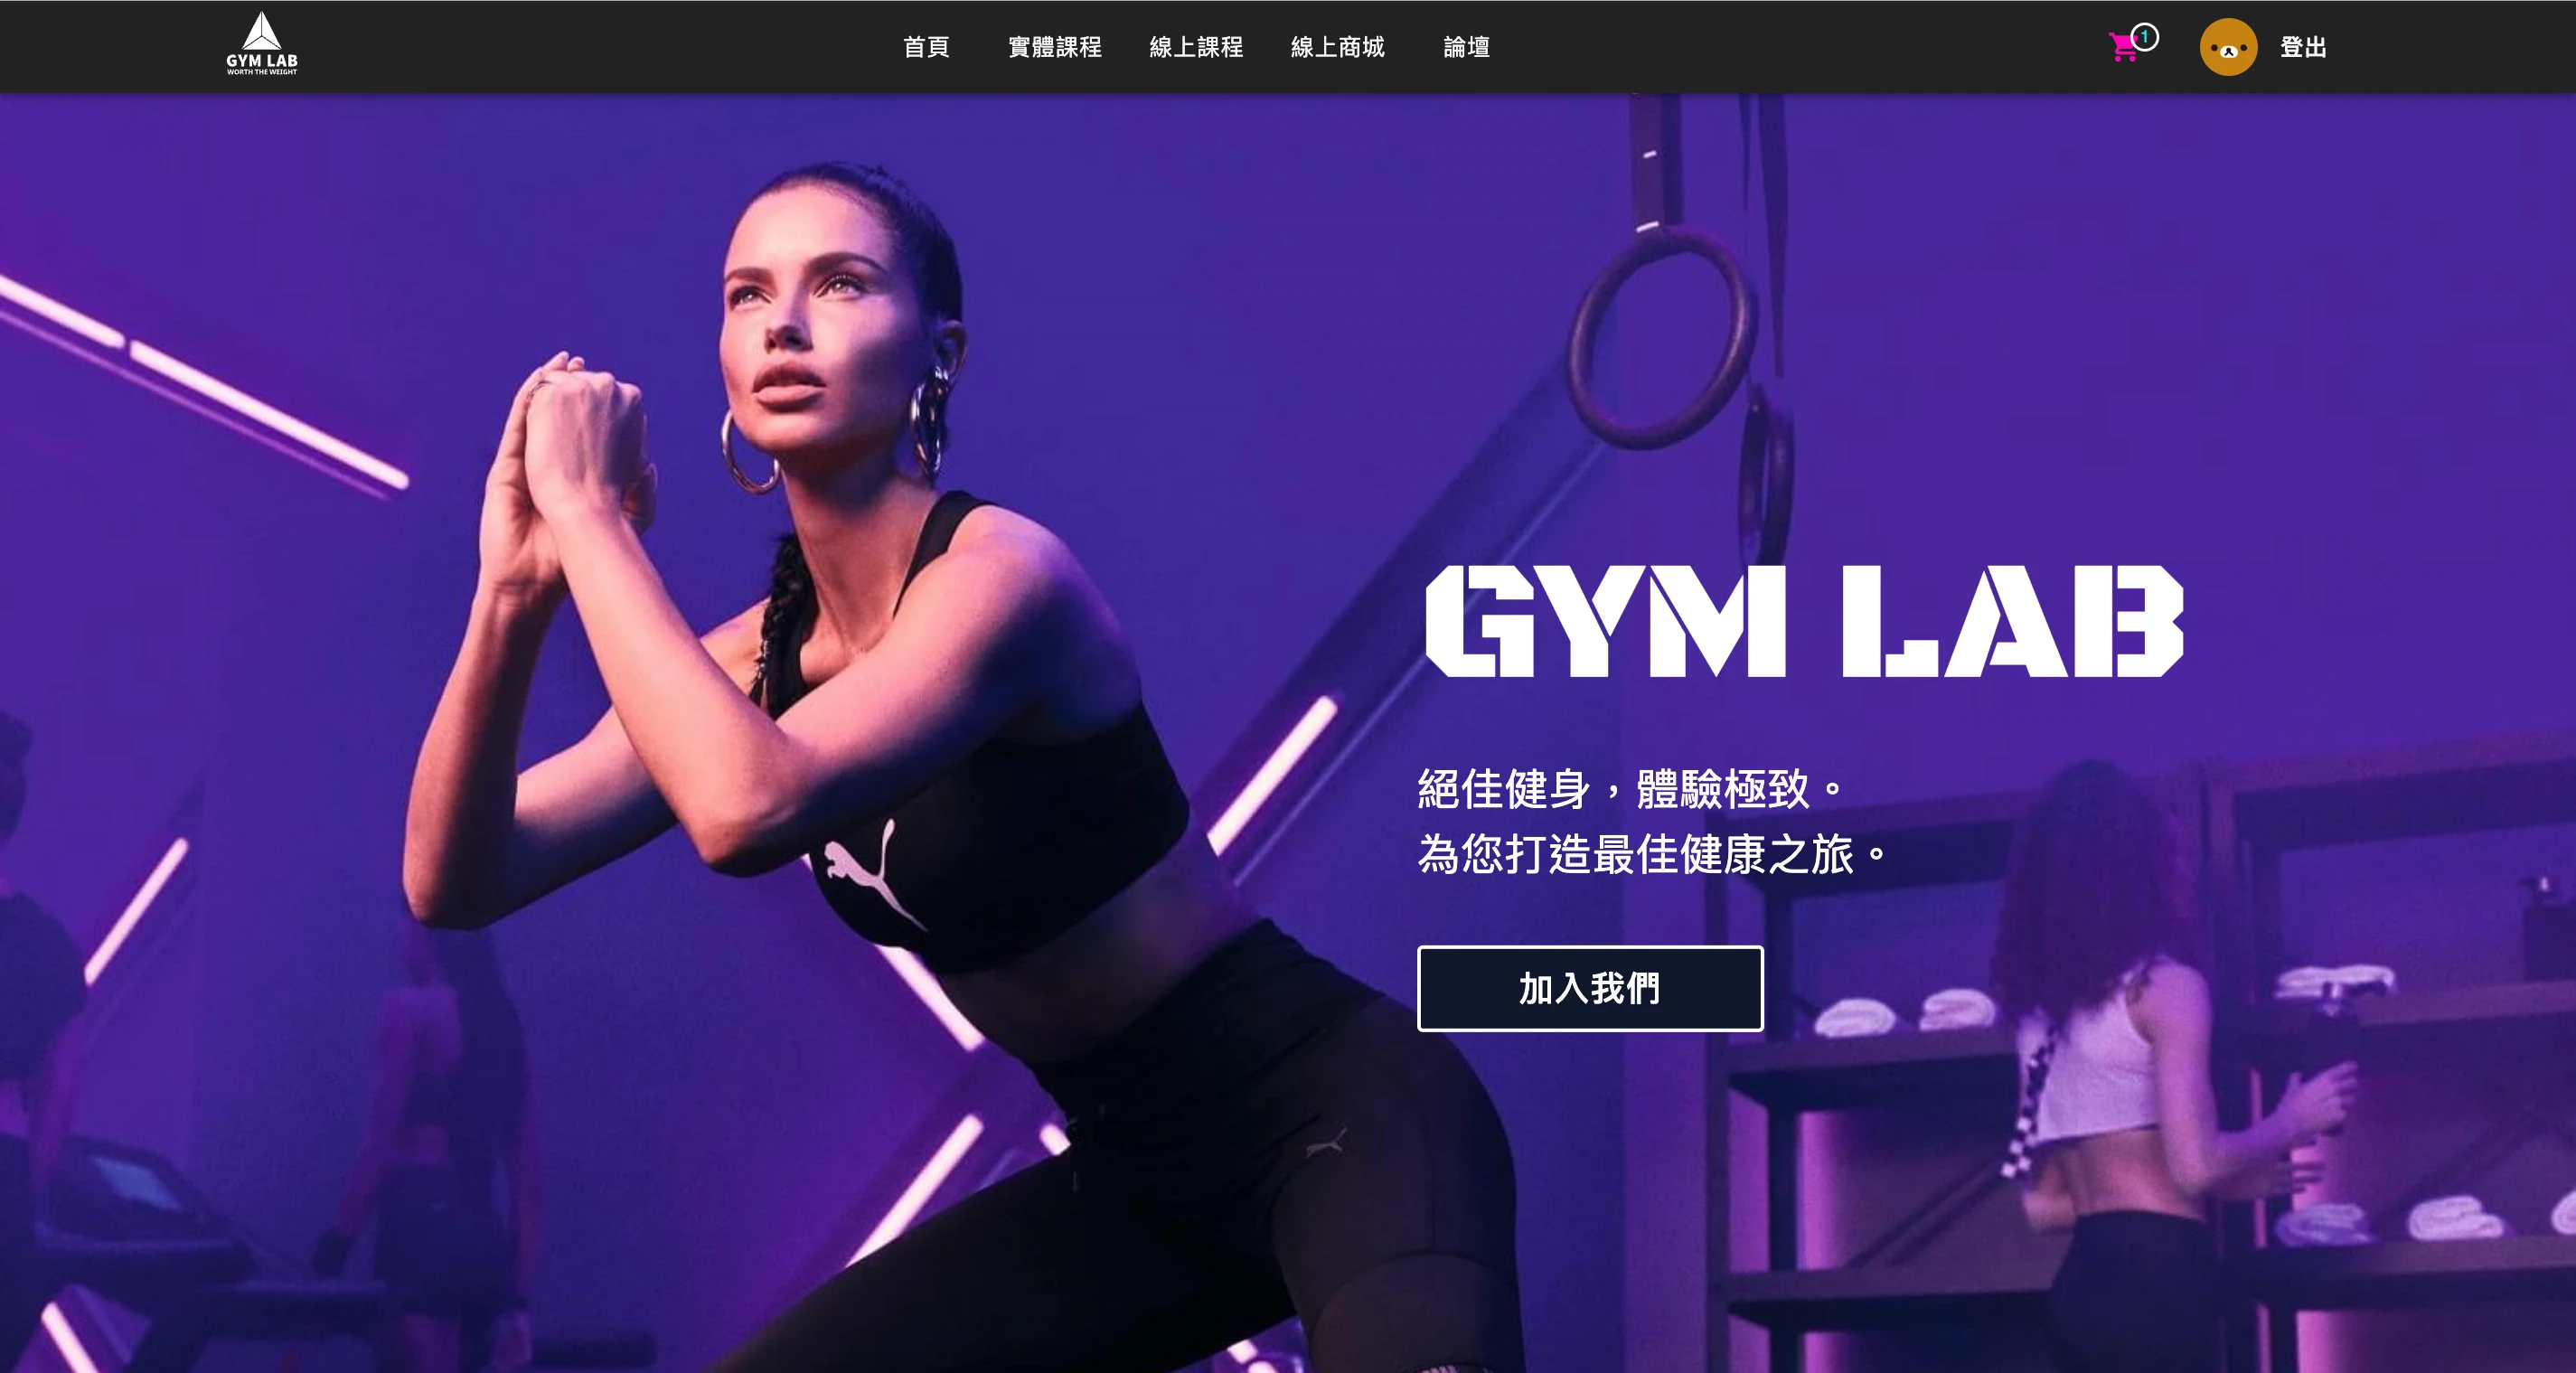 GYM LAB
WORTH THE WEIGHT
首頁 實體課程 線上課程 線上商城 論壇
1
登出
GYM LAB
絕佳健身，體驗極致。
為您打造最佳健康之旅。
加入我們